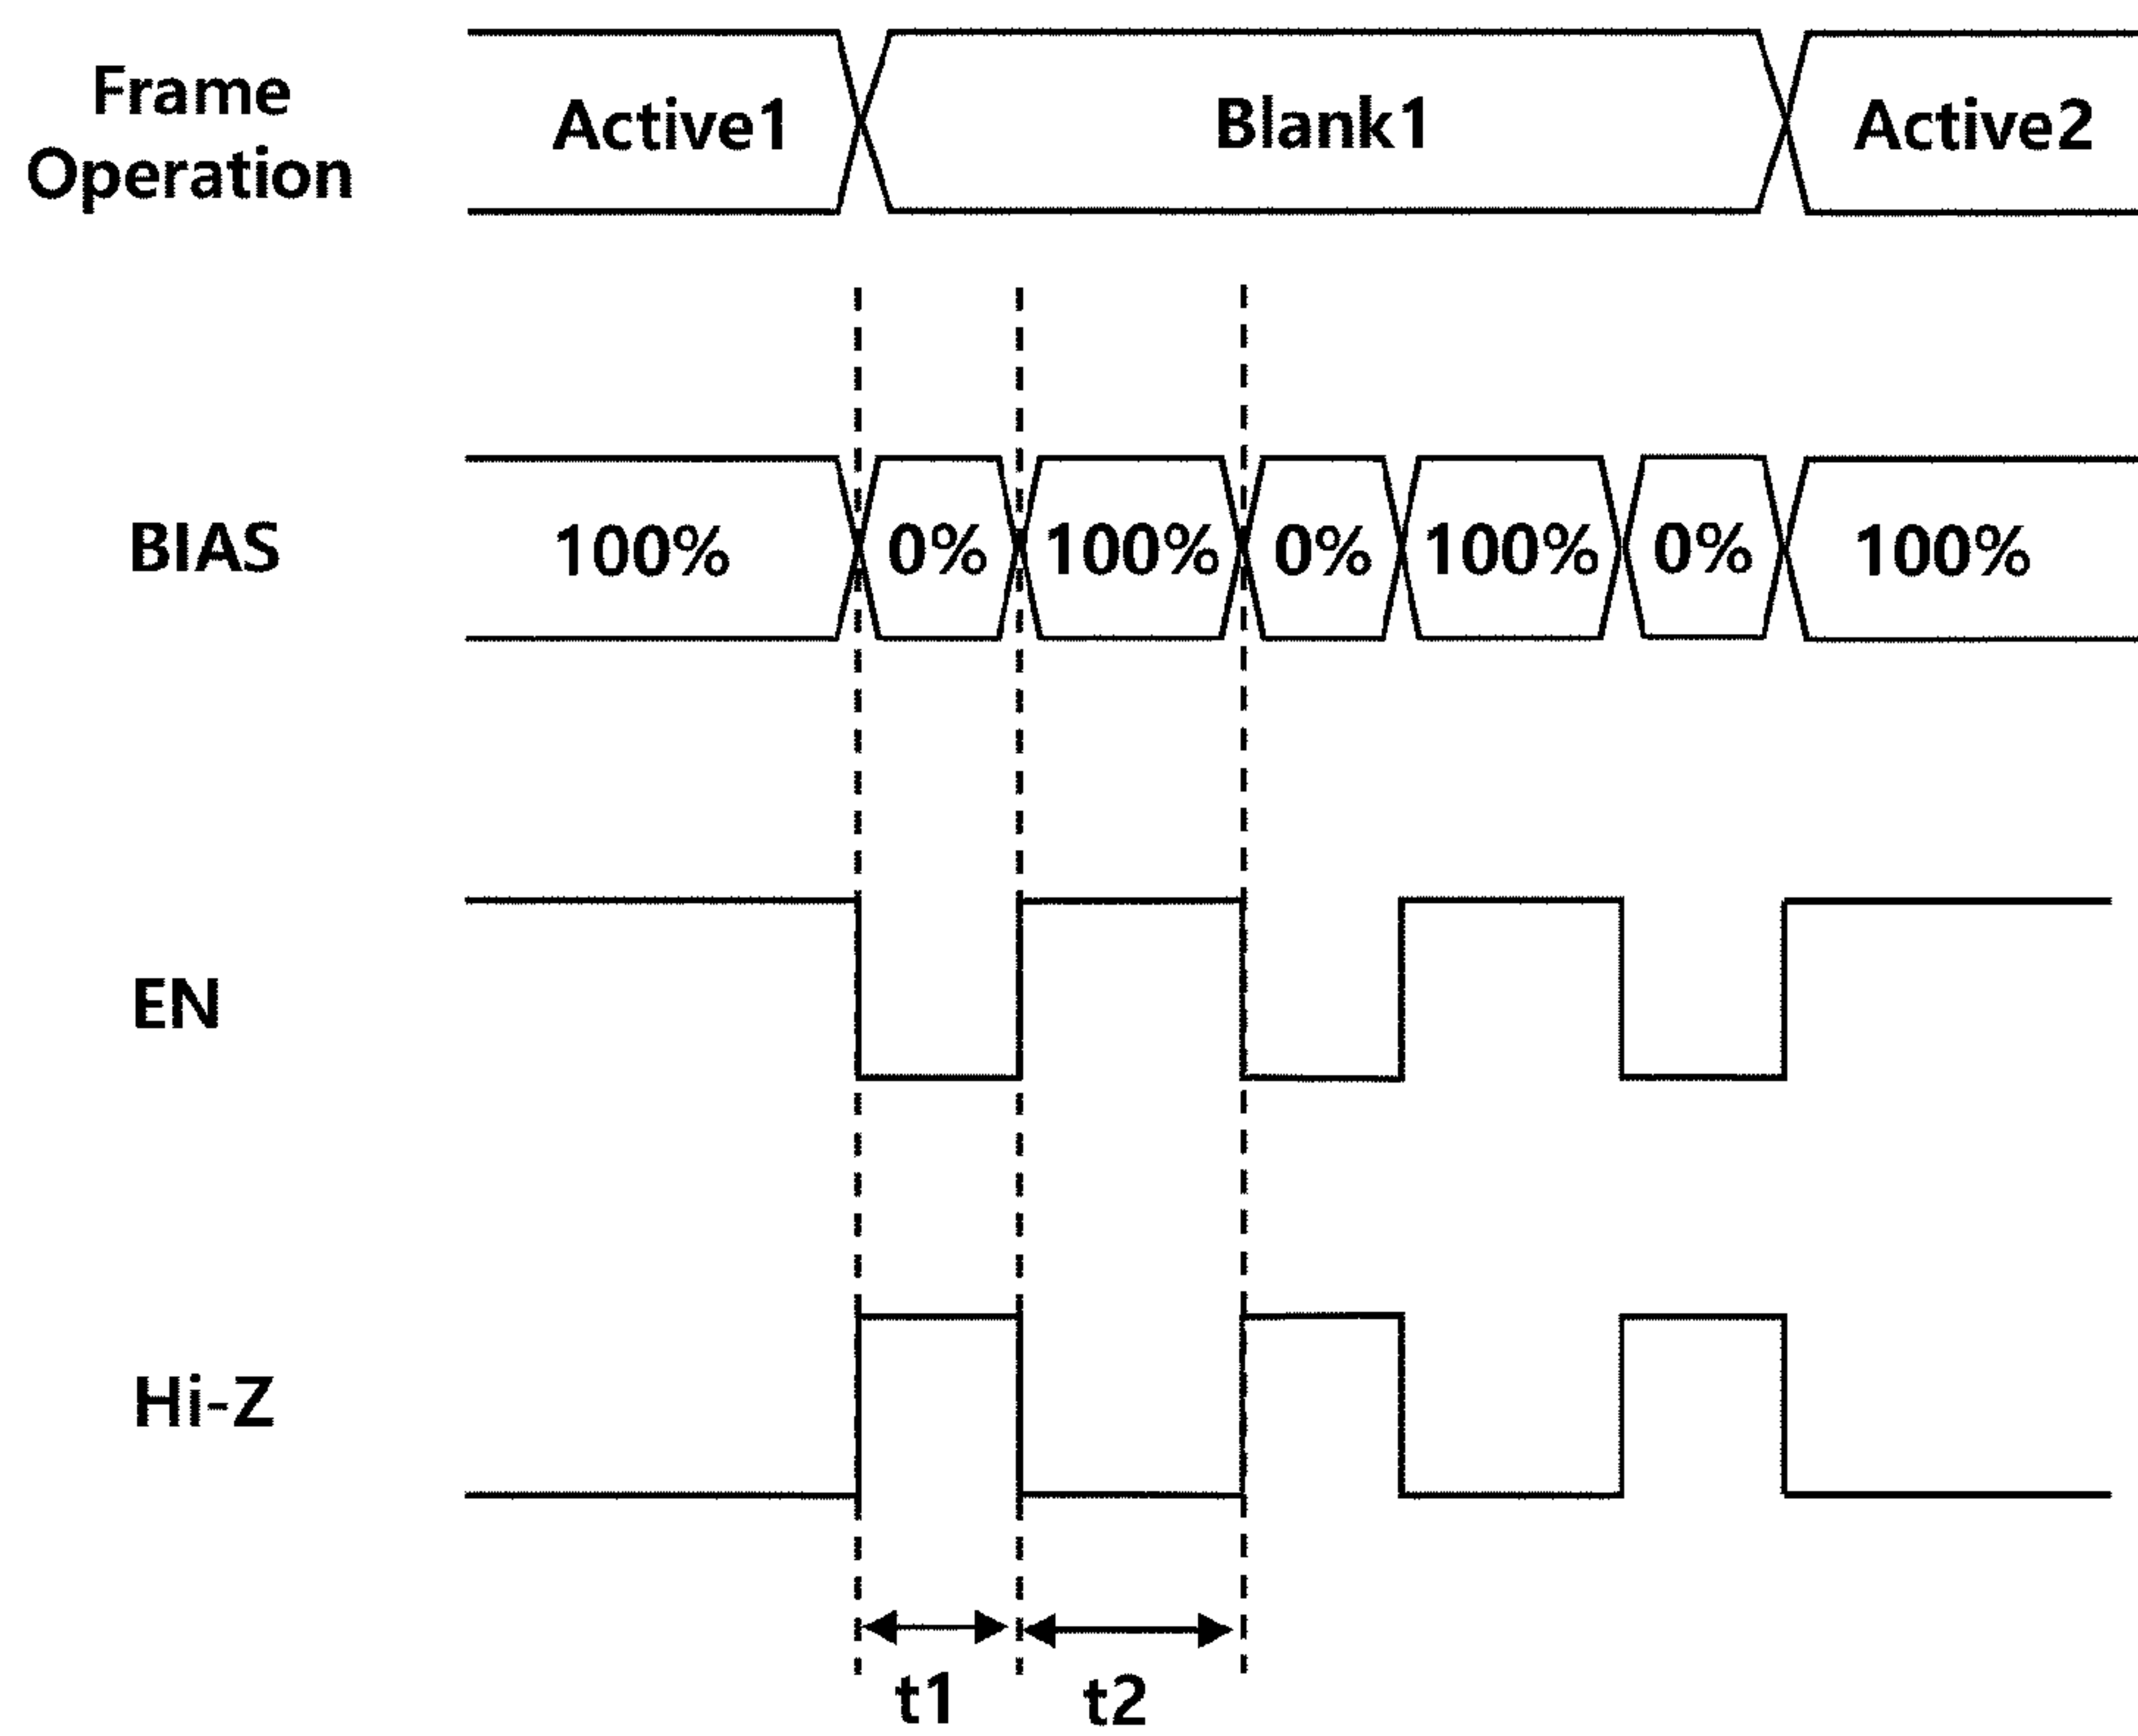 Frame
Operation
Active1
Blank1
Active2
BIAS
100%
0%
100%
0%
100%
0%
100%
EN
Hi-Z
t1
t2